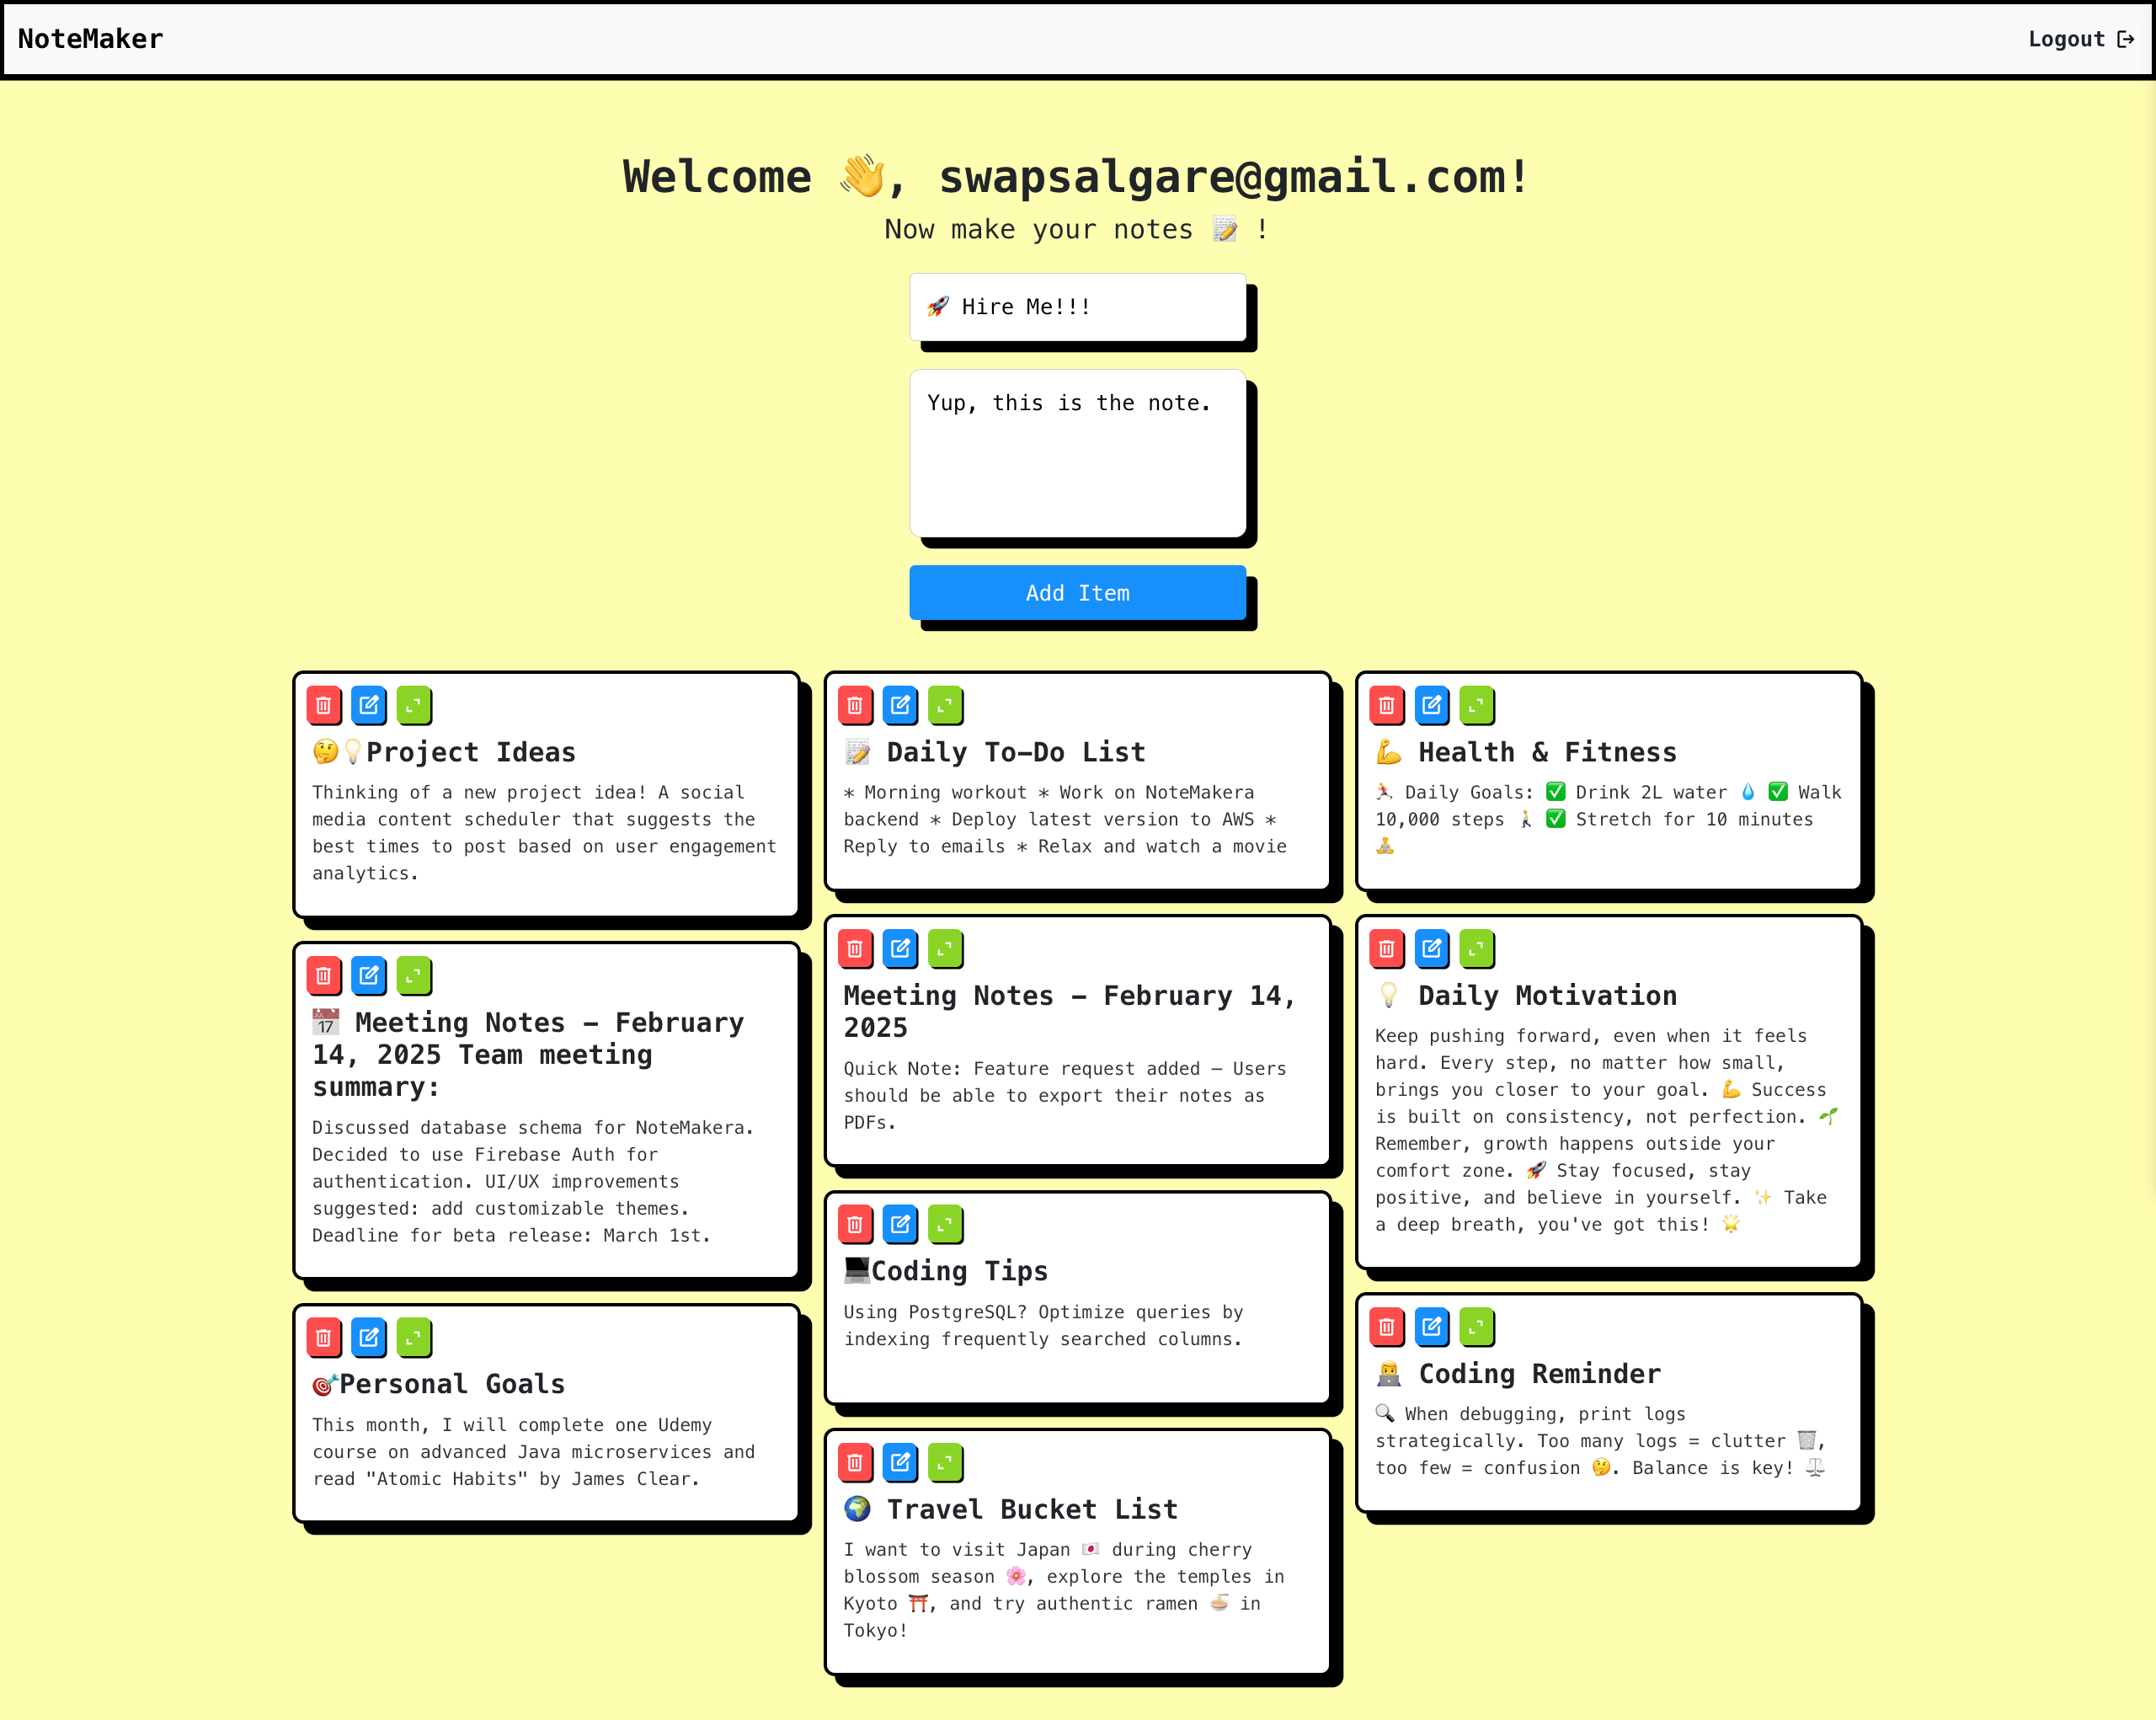 NoteMaker
Logout
Welcome 👋, swapsalgare@gmail.com!
Now make your notes 📝 !
🚀 Hire Me!!!
Yup, this is the note.
Add Item
🤔💡Project Ideas
Thinking of a new project idea! A social
media content scheduler that suggests the
best times to post based on user engagement
analytics.
📅 Meeting Notes – February
14, 2025 Team meeting
summary:
Discussed database schema for NoteMakera.
Decided to use Firebase Auth for
authentication. UI/UX improvements
suggested: add customizable themes.
Deadline for beta release: March 1st.
🎯Personal Goals
This month, I will complete one Udemy
course on advanced Java microservices and
read "Atomic Habits" by James Clear.
📝 Daily To-Do List
* Morning workout * Work on NoteMakera
backend * Deploy latest version to AWS *
Reply to emails * Relax and watch a movie
Meeting Notes – February 14,
2025
Quick Note: Feature request added – Users
should be able to export their notes as
PDFs.
💻Coding Tips
Using PostgreSQL? Optimize queries by
indexing frequently searched columns.
🌍 Travel Bucket List
I want to visit Japan 🇯🇵 during cherry
blossom season 🌸, explore the temples in
Kyoto ⛩️, and try authentic ramen 🍜 in
Tokyo!
💪 Health & Fitness
🏃‍♀️ Daily Goals: ✅ Drink 2L water 💧 ✅ Walk
10,000 steps 🚶 ✅ Stretch for 10 minutes
🧘
💡 Daily Motivation
Keep pushing forward, even when it feels
hard. Every step, no matter how small,
brings you closer to your goal. 💪 Success
is built on consistency, not perfection. 🌱
Remember, growth happens outside your
comfort zone. 🚀 Stay focused, stay
positive, and believe in yourself. ✨ Take
a deep breath, you've got this! 🌟
👨‍💻 Coding Reminder
🔍 When debugging, print logs
strategically. Too many logs = clutter 🗑️,
too few = confusion 🤔. Balance is key! ⚖️